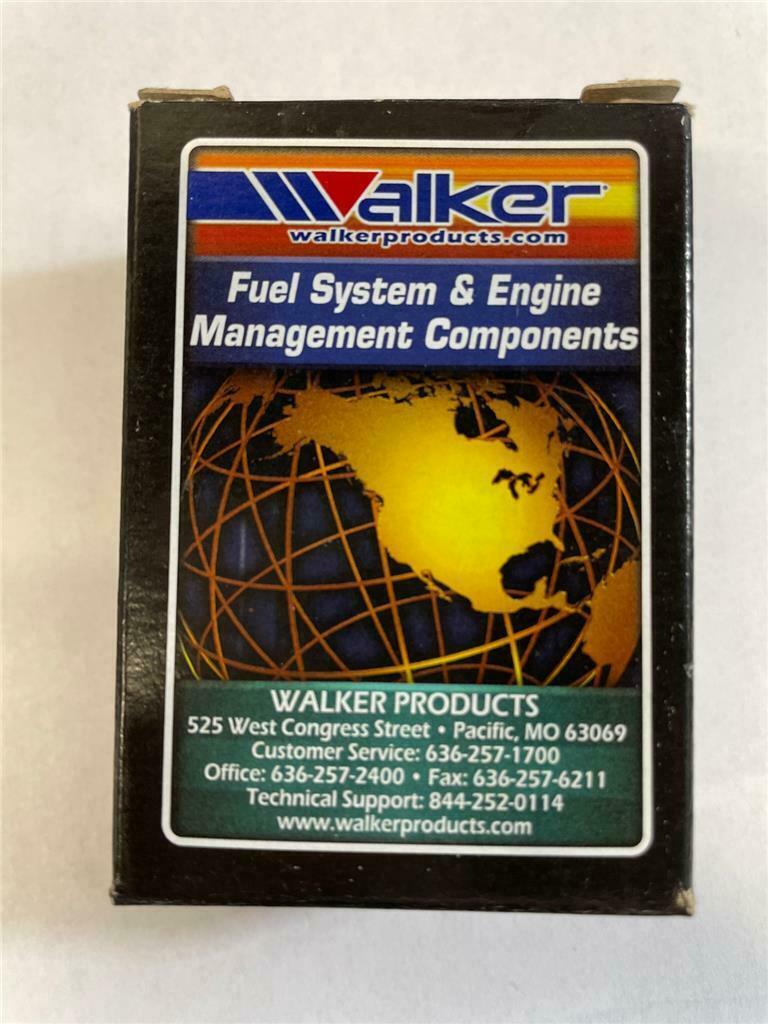 Walker
walkerproducts.com
Fuel System & Engine
Management Components
WALKER PRODUCTS
525 West Congress Street • Pacific, MO 63069
Customer Service: 636-257-1700
Office: 636-257-2400 • Fax: 636-257-6211
Technical Support: 844-252-0114
www.walkerproducts.com